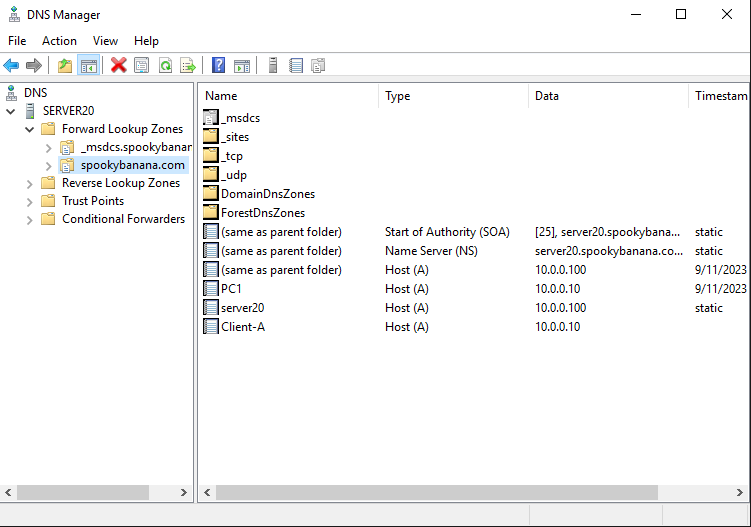 DNS Manager
File Action View Help
DNS
SERVER20
Forward Lookup Zones
_msdcs.spookybanan
spookybanana.com
Reverse Lookup Zones
Trust Points
Conditional Forwarders
Name Type Data Timestam
_msdcs
_sites
_tcp
_udp
DomainDnsZones
ForestDnsZones
(same as parent folder) Start of Authority (SOA) [25], server20.spookybana... static
(same as parent folder) Name Server (NS) server20.spookybanana.co... static
(same as parent folder) Host (A) 10.0.0.100 9/11/2023
PC1 Host (A) 10.0.0.10 9/11/2023
server20 Host (A) 10.0.0.100 static
Client-A Host (A) 10.0.0.10